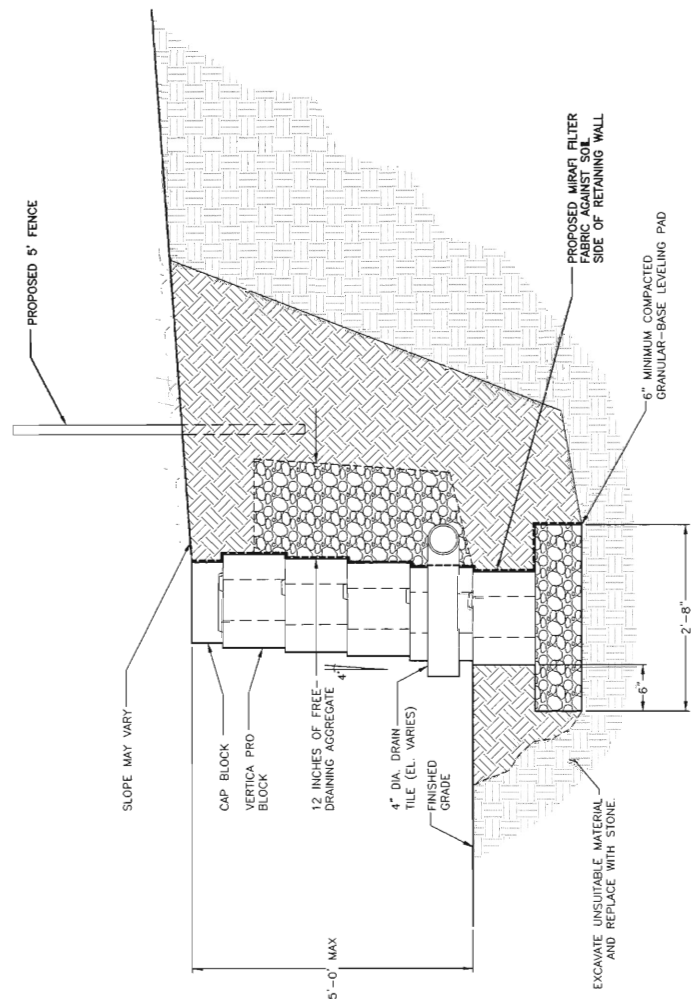 PROPOSED 5' FENCE
SLOPE MAY VARY
CAP BLOCK
VERTICA PRO
BLOCK
4°
12 INCHES OF FREE-
DRAINING AGGREGATE
4" DIA. DRAIN
TILE (EL. VARIES)
FINISHED
GRADE
5'-0' MAX
PROPOSED MIRAFI FILTER
FABRIC AGAINST SOIL
SIDE OF RETAINING WALL
6" MINIMUM COMPACTED
GRANULAR-BASE LEVELING PAD
6"
2'-8"
EXCAVATE UNSUITABLE MATERIAL
AND REPLACE WITH STONE.